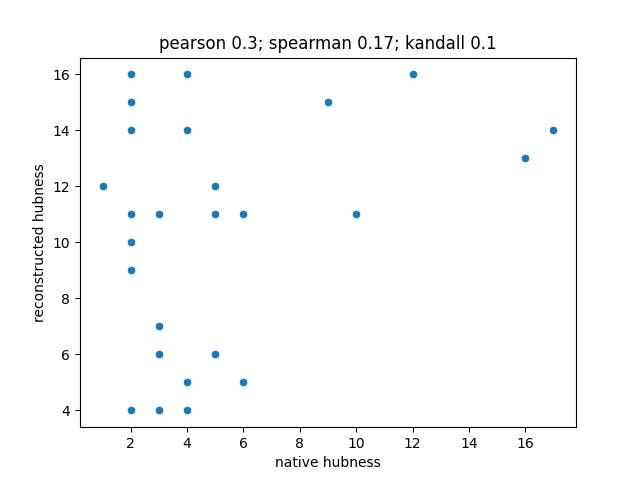 pearson 0.3; spearman 0.17; kandall 0.1
16
14
12
10
8
6
4
reconstructed hubness
2 4 6 8 10 12 14 16
native hubness